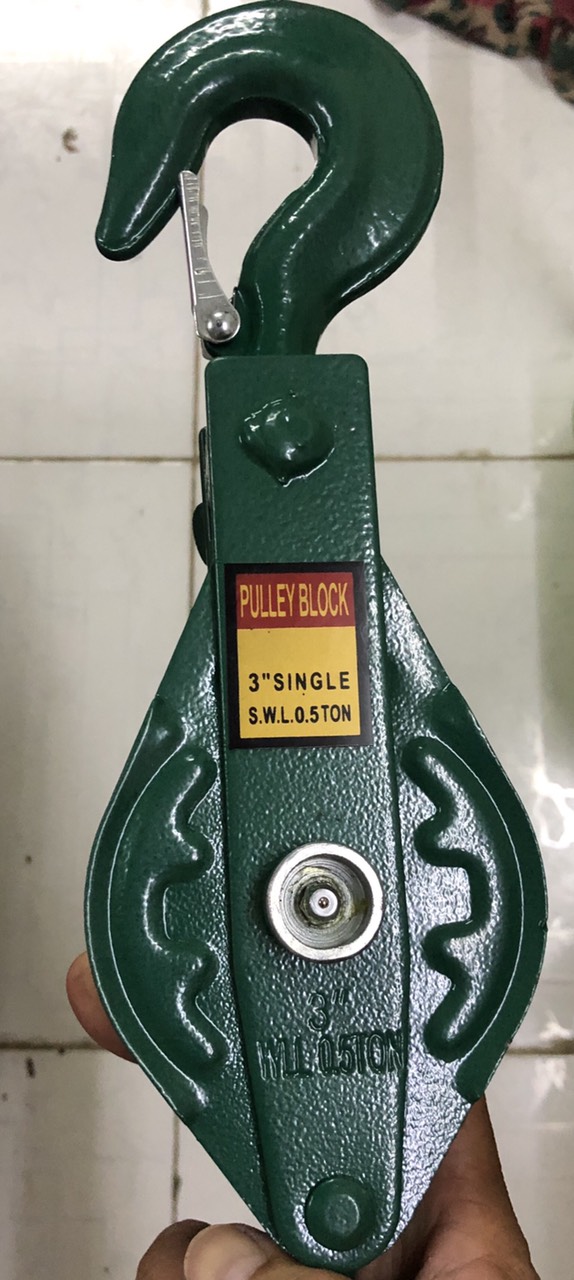 PULLEY BLOCK
3"SINGLE
S.W.L.0.5TON
3"
WLL 0.5TON